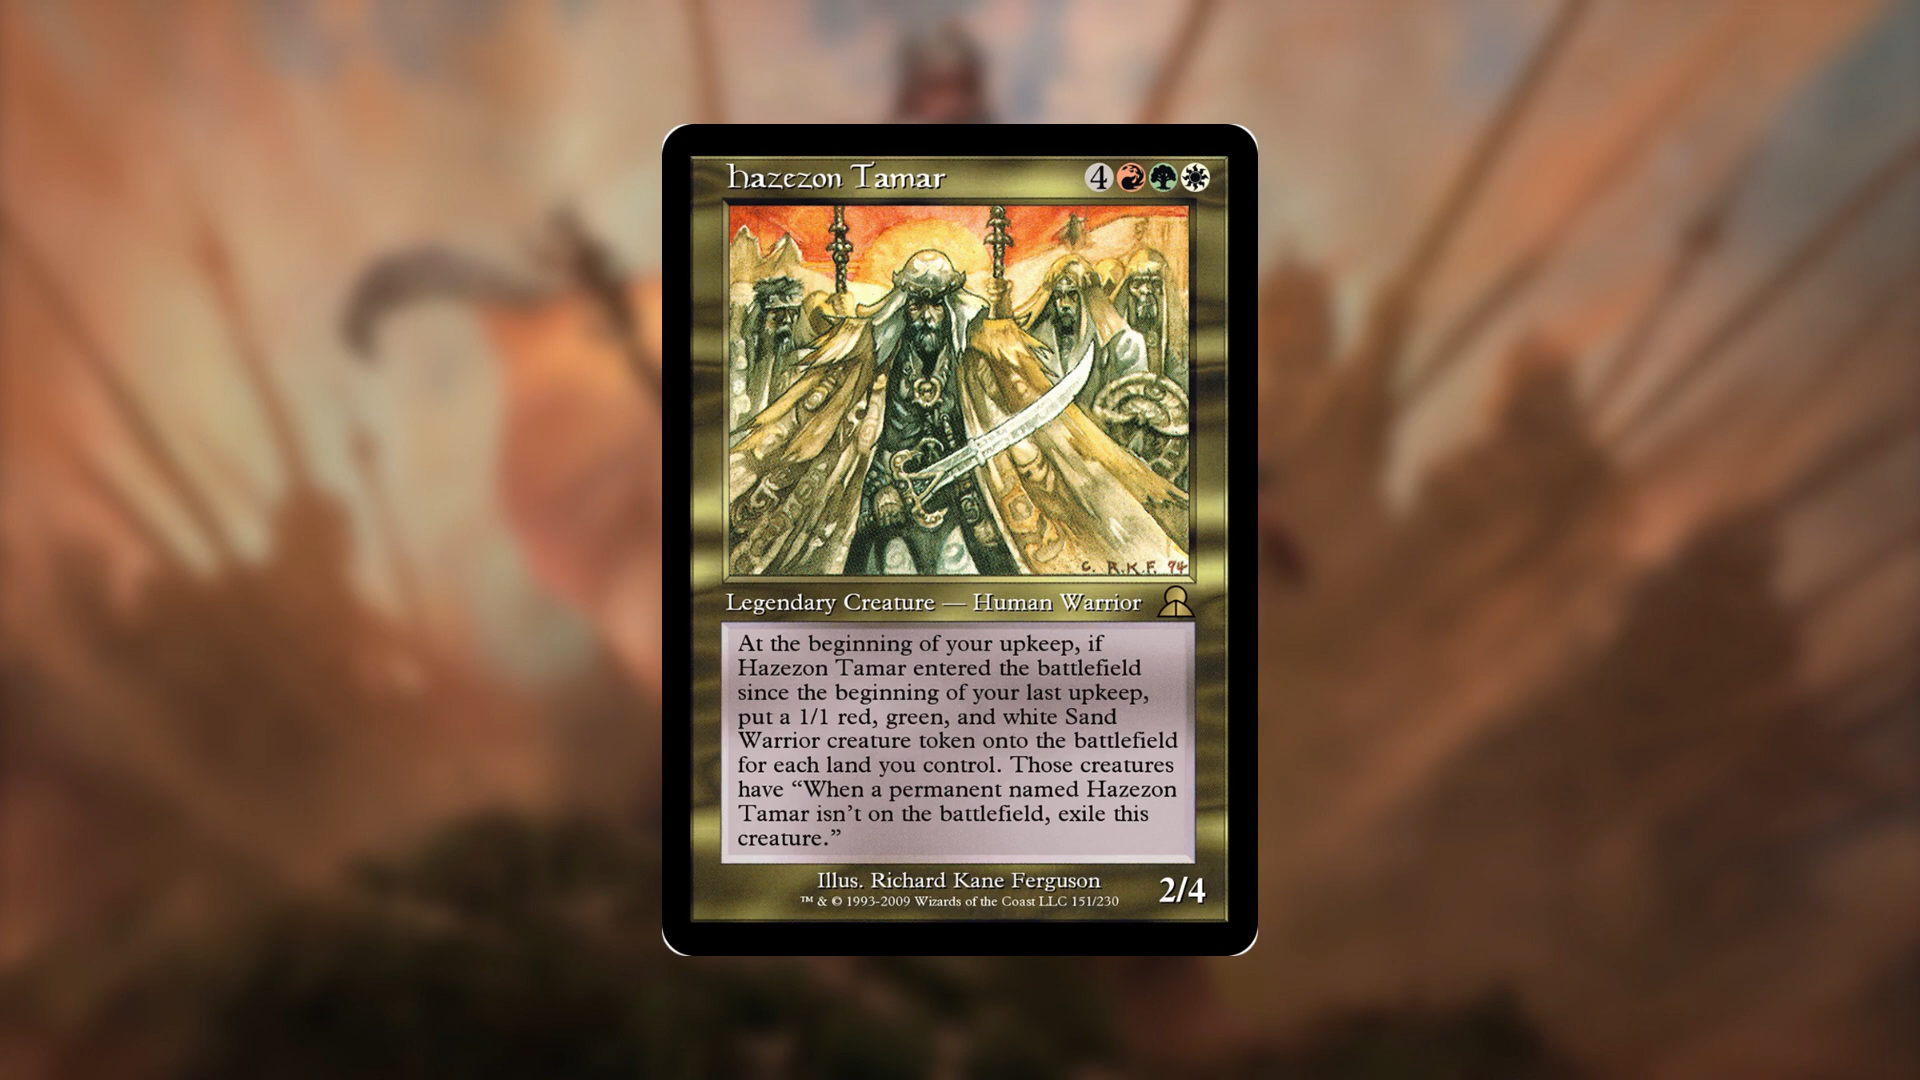 Hazezon Tamar 4
C. R.K.F. 94
Legendary Creature — Human Warrior
At the beginning of your upkeep, if
Hazezon Tamar entered the battlefield
since the beginning of your last upkeep,
put a 1/1 red, green, and white Sand
Warrior creature token onto the battlefield
for each land you control. Those creatures
have “When a permanent named Hazezon
Tamar isn’t on the battlefield, exile this
creature.”
Illus. Richard Kane Ferguson
2/4
™ & © 1993-2009 Wizards of the Coast LLC 151/230